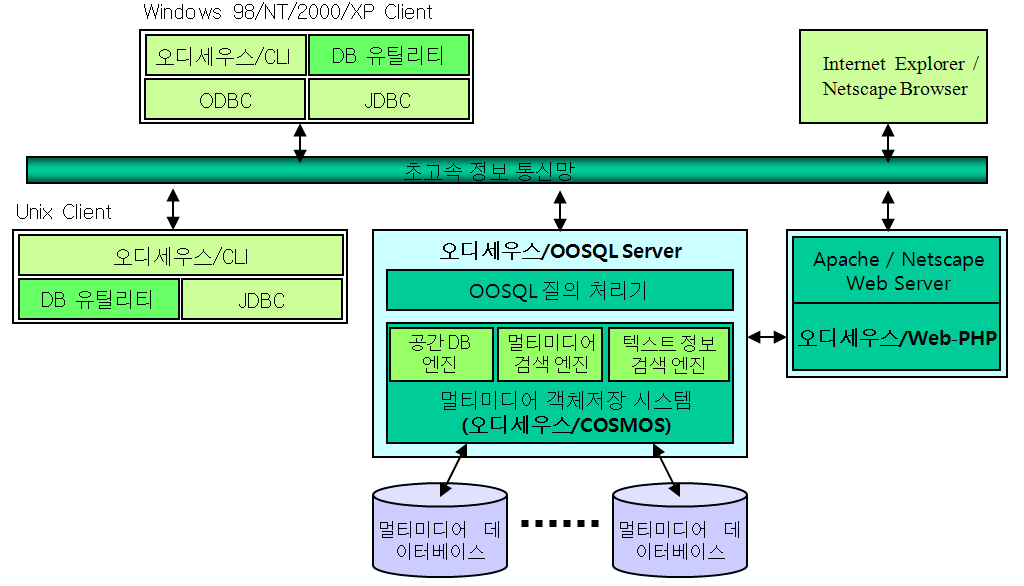 Windows 98/NT/2000/XP Client
오디세우스/CLI
DB 유틸리티
ODBC
JDBC
Internet Explorer /
Netscape Browser
초고속 정보 통신망
Unix Client
오디세우스/CLI
DB 유틸리티
JDBC
오디세우스/OOSQL Server
OOSQL 질의 처리기
공간 DB
엔진
멀티미디어
검색 엔진
텍스트 정보
검색 엔진
멀티미디어 객체저장 시스템
(오디세우스/COSMOS)
Apache / Netscape
Web Server
오디세우스/Web-PHP
멀티미디어 데
이터베이스
......
멀티미디어 데
이터베이스